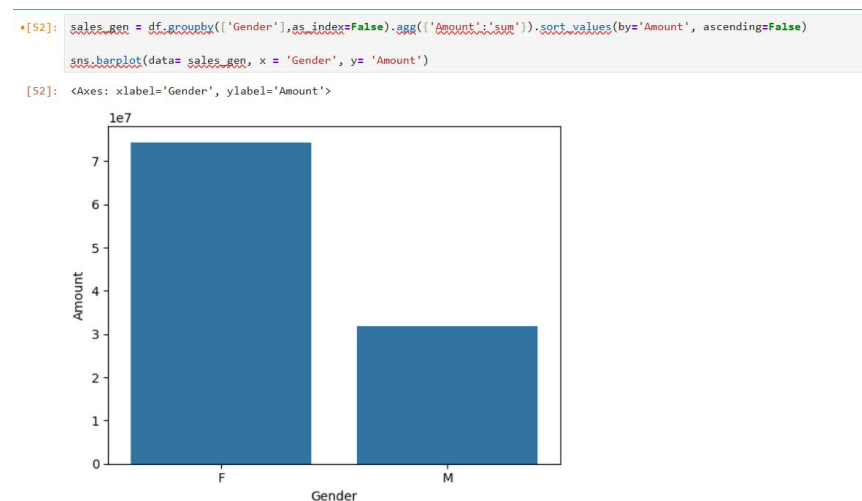 *[52]: sales_gen = df.groupby(['Gender'],as_index=False).agg({'Amount':'sum'}).sort_values(by='Amount', ascending=False)
sns.barplot(data= sales_gen, x = 'Gender', y= 'Amount')
[52]: <Axes: xlabel='Gender', ylabel='Amount'>
1e7
7
6
5
4
3
2
1
0
Amount
F M
Gender